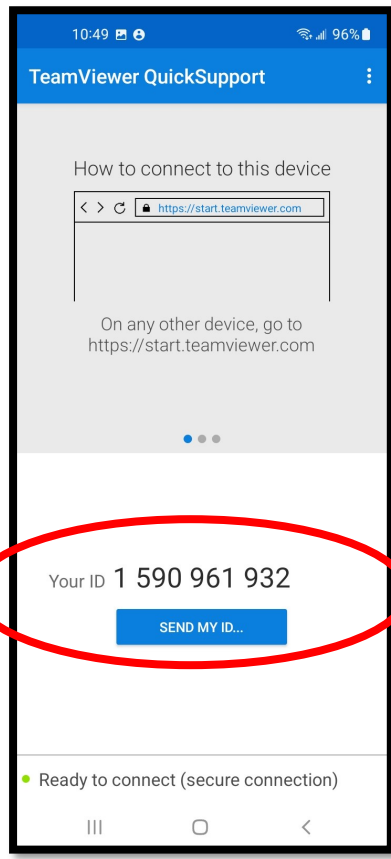 10:49 96%
TeamViewer QuickSupport
How to connect to this device
https://start.teamviewer.com
On any other device, go to
https://start.teamviewer.com
Your ID 1 590 961 932
SEND MY ID...
Ready to connect (secure connection)